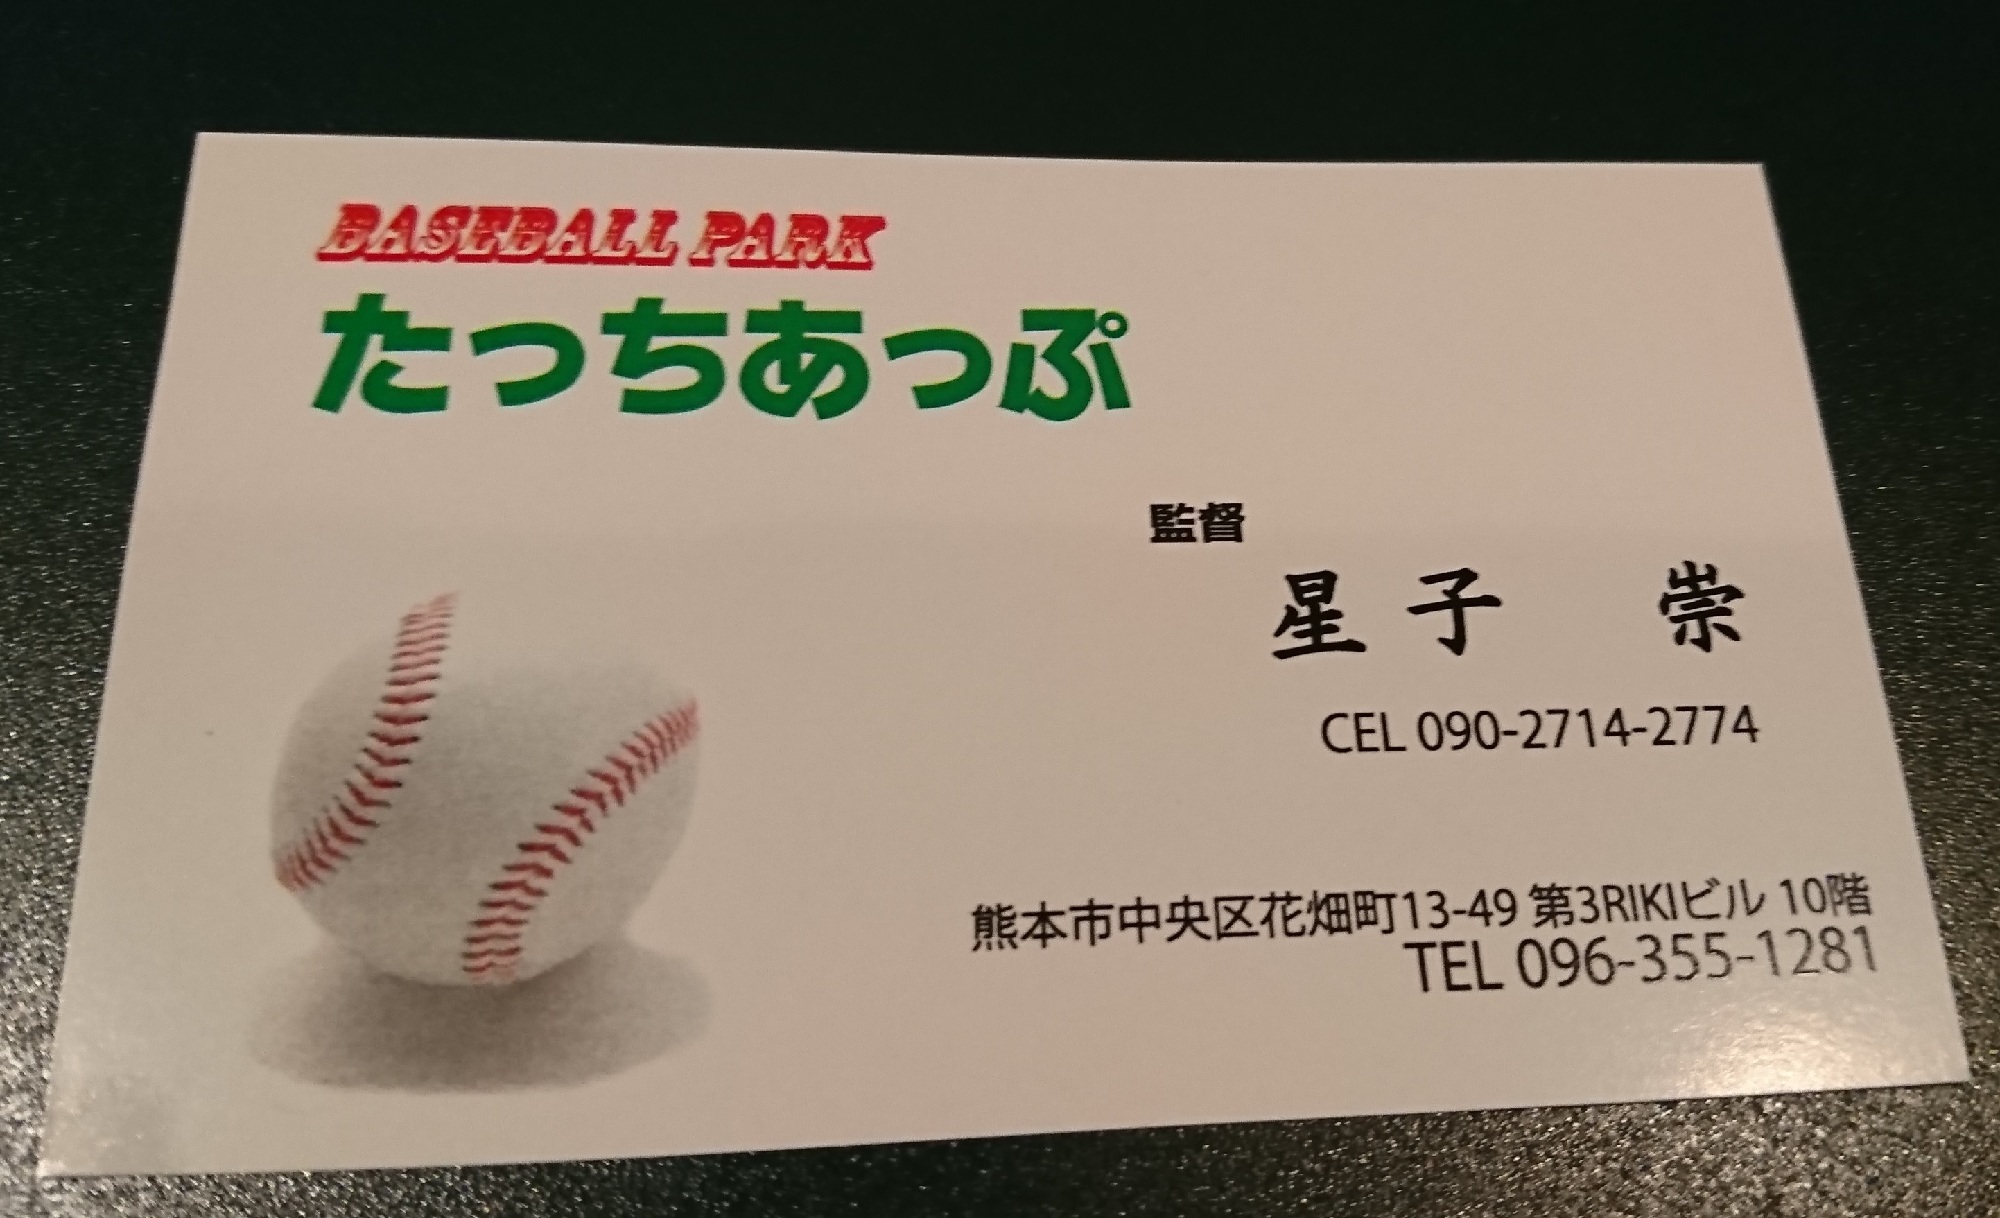 BASEBALL PARK
たっちあっぷ
監督
星子 崇
CEL 090-2714-2774
熊本市中央区花畑町13-49 第3RIKIビル 10階
TEL 096-355-1281